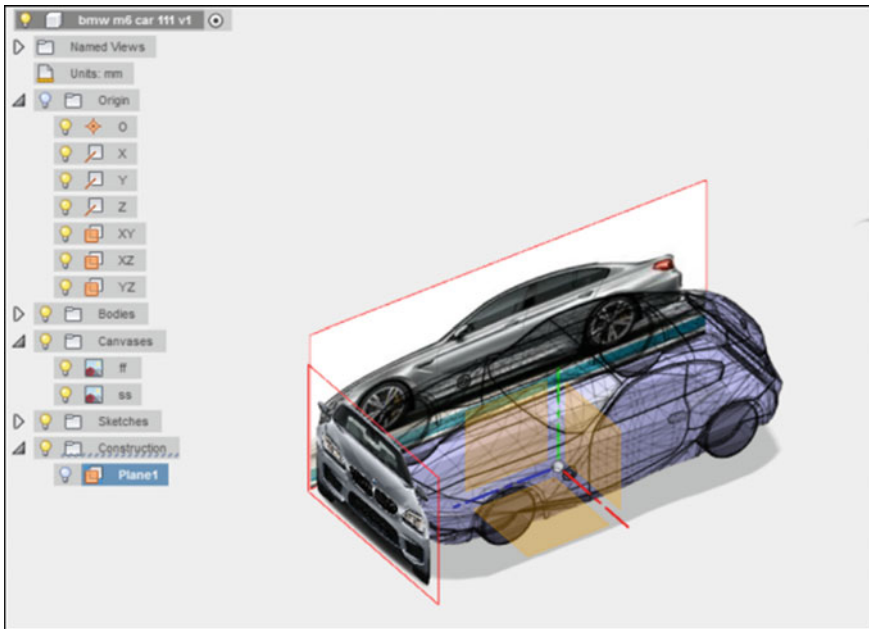 bmw m6 car 111 v1
Named Views
Units: mm
Origin
O
X
Y
Z
XY
XZ
YZ
Bodies
Canvases
ff
ss
Sketches
Construction
Plane1